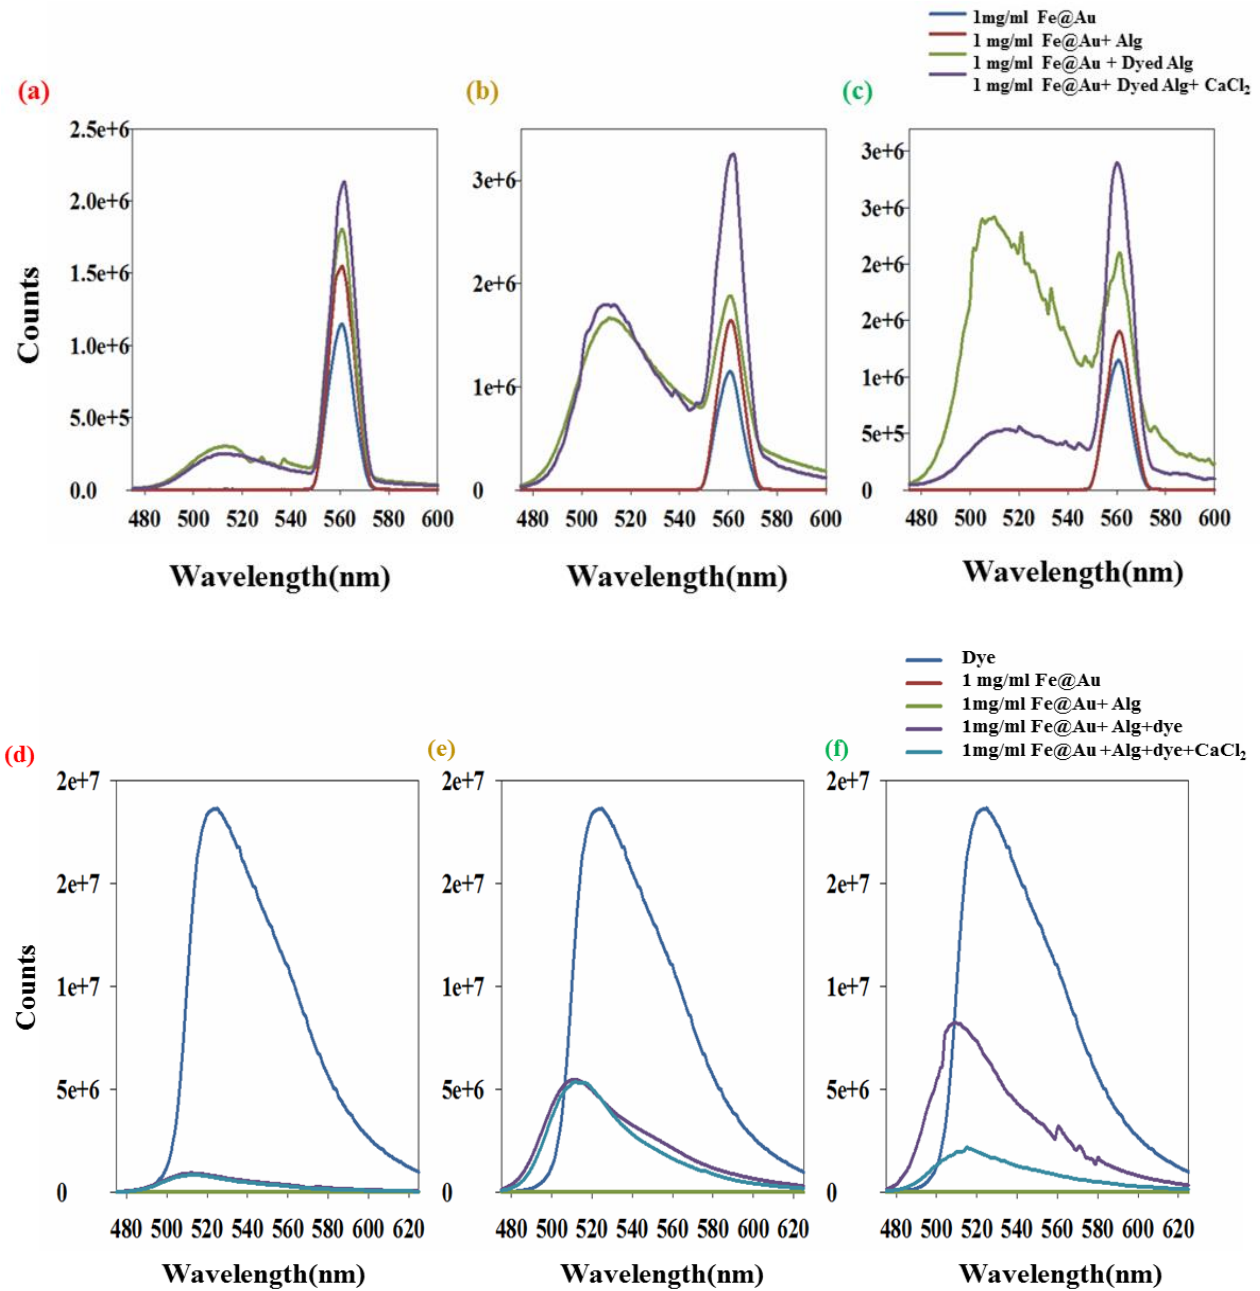 1mg/ml Fe@Au
1 mg/ml Fe@Au+ Alg
1 mg/ml Fe@Au + Dyed Alg
1 mg/ml Fe@Au+ Dyed Alg+ CaCl₂
(a)
(b)
(c)
2.5e+6
2.0e+6
1.5e+6
1.0e+6
5.0e+5
0.0
3e+6
2e+6
1e+6
0
3e+6
3e+6
2e+6
2e+6
1e+6
5e+5
0
Counts
480 500 520 540 560 580 600
480 500 520 540 560 580 600
480 500 520 540 560 580 600
Wavelength(nm)
Wavelength(nm)
Wavelength(nm)
Dye
1 mg/ml Fe@Au
1mg/ml Fe@Au+ Alg
1mg/ml Fe@Au+ Alg+dye
1mg/ml Fe@Au +Alg+dye+CaCl₂
(d)
(e)
(f)
2e+7
2e+7
1e+7
5e+6
0
2e+7
2e+7
1e+7
5e+6
0
2e+7
2e+7
1e+7
5e+6
0
Counts
480 500 520 540 560 580 600 620
480 500 520 540 560 580 600 620
480 500 520 540 560 580 600 620
Wavelength(nm)
Wavelength(nm)
Wavelength(nm)